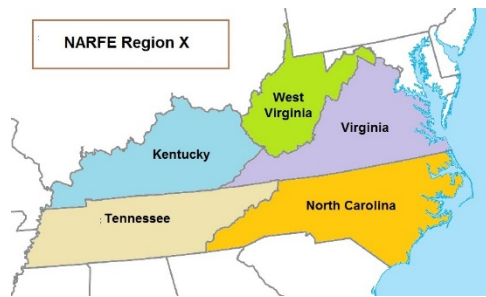 NARFE Region X
West
Virginia
Virginia
Kentucky
North Carolina
Tennessee